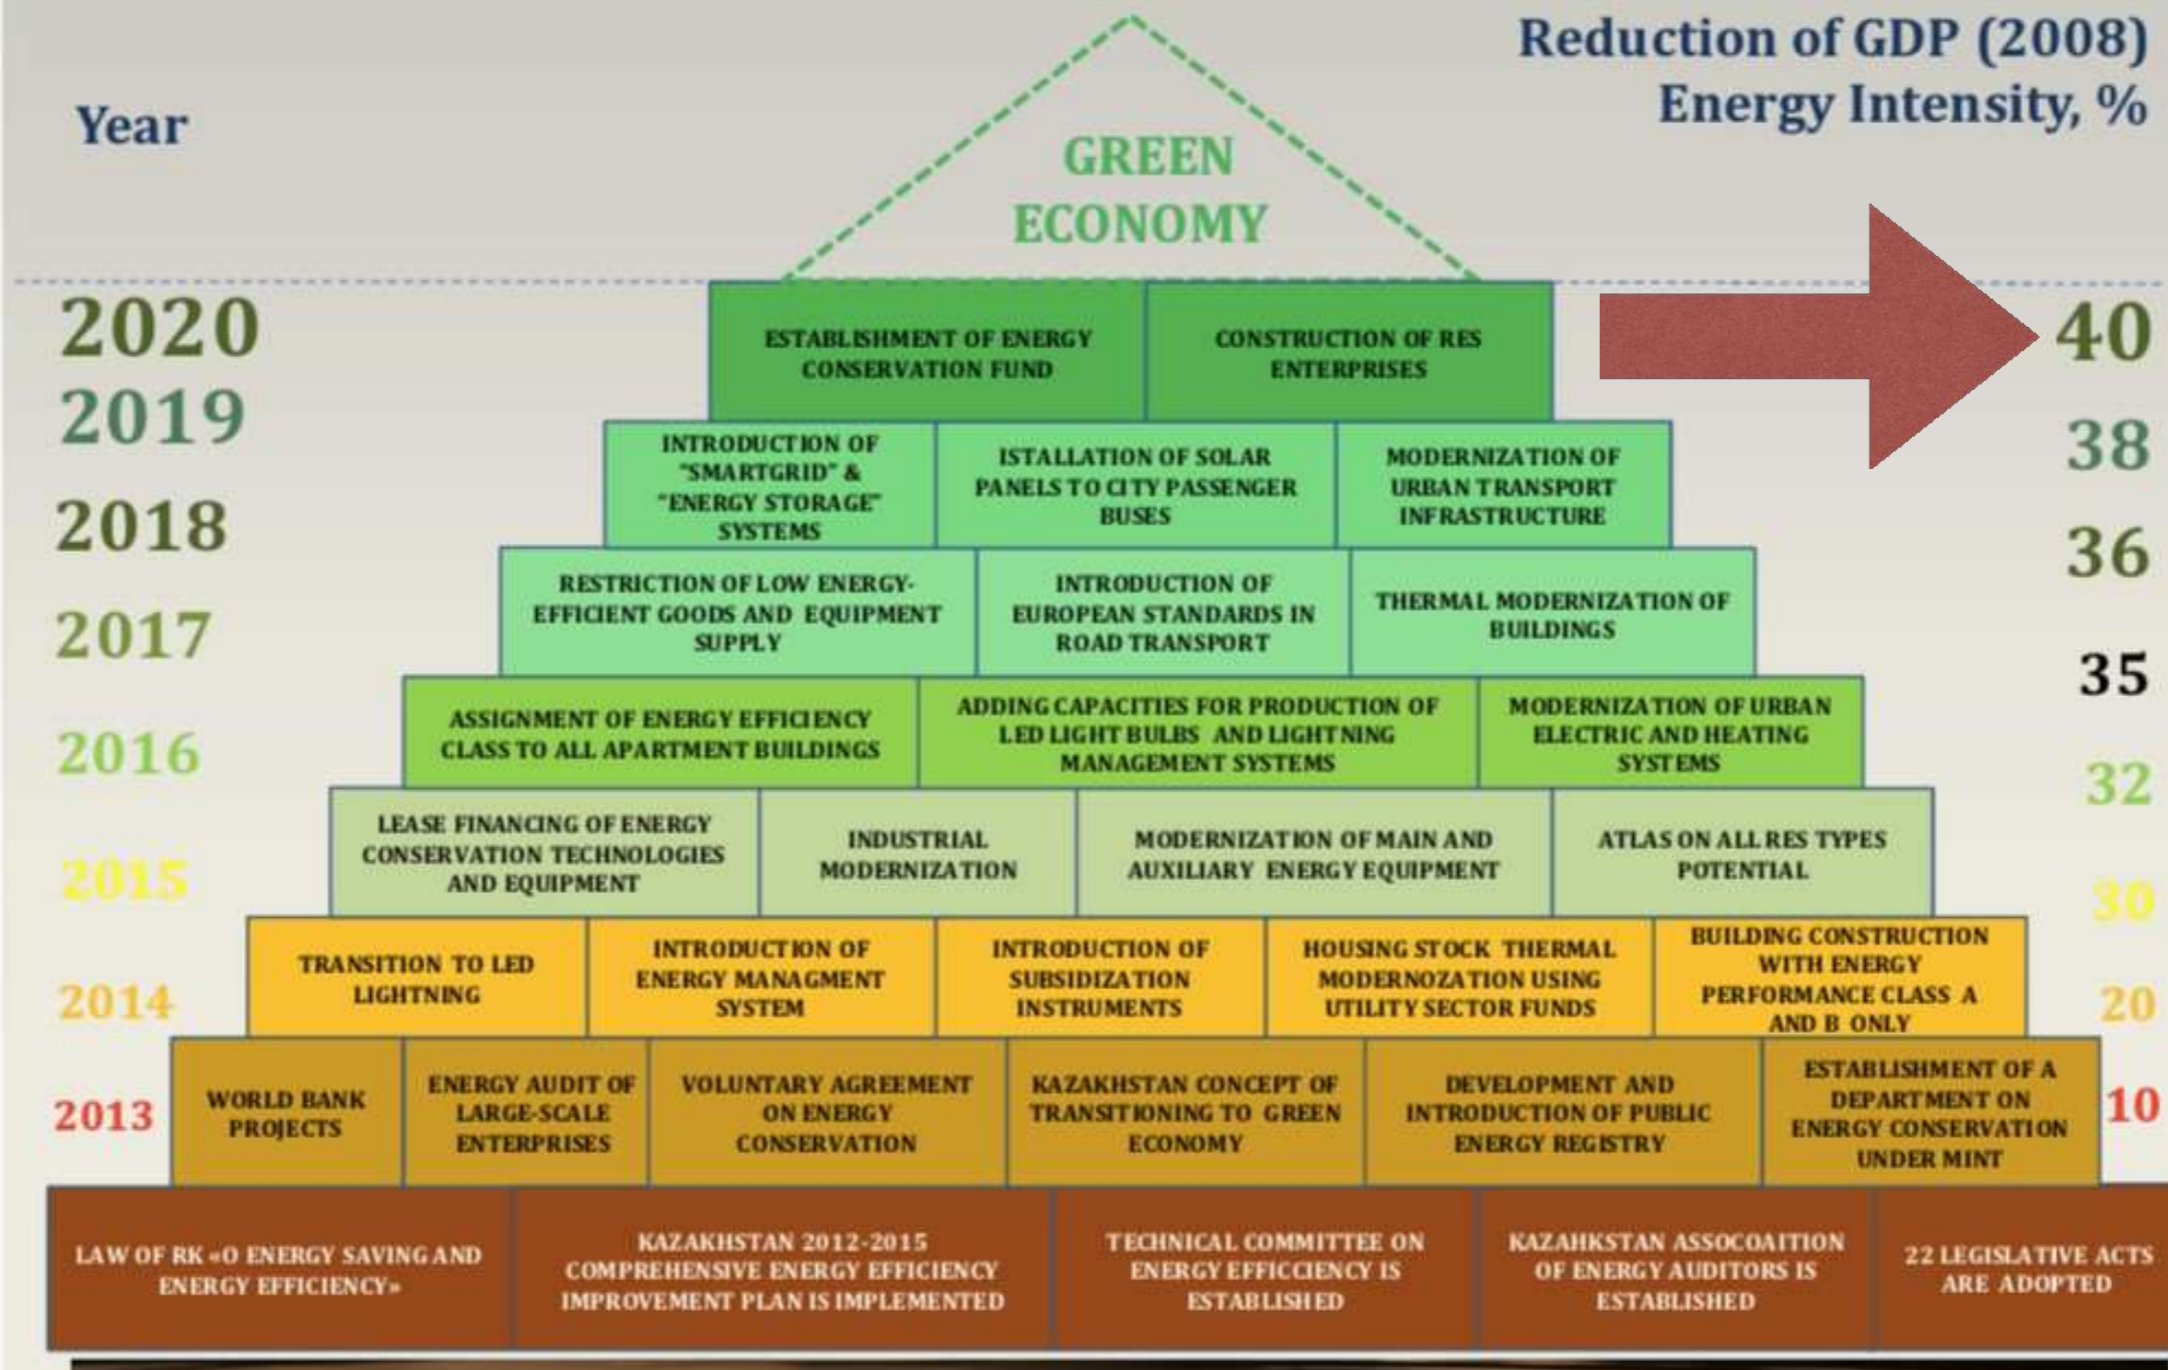 Reduction of GDP (2008)
Energy Intensity, %
Year
GREEN
ECONOMY
2020
ESTABLISHMENT OF ENERGY
CONSERVATION FUND
CONSTRUCTION OF RES
ENTERPRISES
40
2019
INTRODUCTION OF
"SMARTGRID" &
"ENERGY STORAGE"
SYSTEMS
ISTALLATION OF SOLAR
PANELS TO CITY PASSENGER
BUSES
MODERNIZATION OF
URBAN TRANSPORT
INFRASTRUCTURE
38
2018
RESTRICTION OF LOW ENERGY-
EFFICIENT GOODS AND EQUIPMENT
SUPPLY
INTRODUCTION OF
EUROPEAN STANDARDS IN
ROAD TRANSPORT
THERMAL MODERNIZATION OF
BUILDINGS
36
2017
ASSIGNMENT OF ENERGY EFFICIENCY
CLASS TO ALL APARTMENT BUILDINGS
ADDING CAPACITIES FOR PRODUCTION OF
LED LIGHT BULBS AND LIGHTNING
MANAGEMENT SYSTEMS
MODERNIZATION OF URBAN
ELECTRIC AND HEATING
SYSTEMS
35
2016
LEASE FINANCING OF ENERGY
CONSERVATION TECHNOLOGIES
AND EQUIPMENT
INDUSTRIAL
MODERNIZATION
MODERNIZATION OF MAIN AND
AUXILIARY ENERGY EQUIPMENT
ATLAS ON ALL RES TYPES
POTENTIAL
32
2015
30
2014
TRANSITION TO LED
LIGHTNING
INTRODUCTION OF
ENERGY MANAGMENT
SYSTEM
INTRODUCTION OF
SUBSIDIZATION
INSTRUMENTS
HOUSING STOCK THERMAL
MODERNOZATION USING
UTILITY SECTOR FUNDS
BUILDING CONSTRUCTION
WITH ENERGY
PERFORMANCE CLASS A
AND B ONLY
20
2013
WORLD BANK
PROJECTS
ENERGY AUDIT OF
LARGE-SCALE
ENTERPRISES
VOLUNTARY AGREEMENT
ON ENERGY
CONSERVATION
KAZAKHSTAN CONCEPT OF
TRANSITIONING TO GREEN
ECONOMY
DEVELOPMENT AND
INTRODUCTION OF PUBLIC
ENERGY REGISTRY
ESTABLISHMENT OF A
DEPARTMENT ON
ENERGY CONSERVATION
UNDER MINT
10
LAW OF RK «O ENERGY SAVING AND
ENERGY EFFICIENCY»
KAZAKHSTAN 2012-2015
COMPREHENSIVE ENERGY EFFICIENCY
IMPROVEMENT PLAN IS IMPLEMENTED
TECHNICAL COMMITTEE ON
ENERGY EFFICCIENCY IS
ESTABLISHED
KAZAHKSTAN ASSOCOAITION
OF ENERGY AUDITORS IS
ESTABLISHED
22 LEGISLATIVE ACTS
ARE ADOPTED